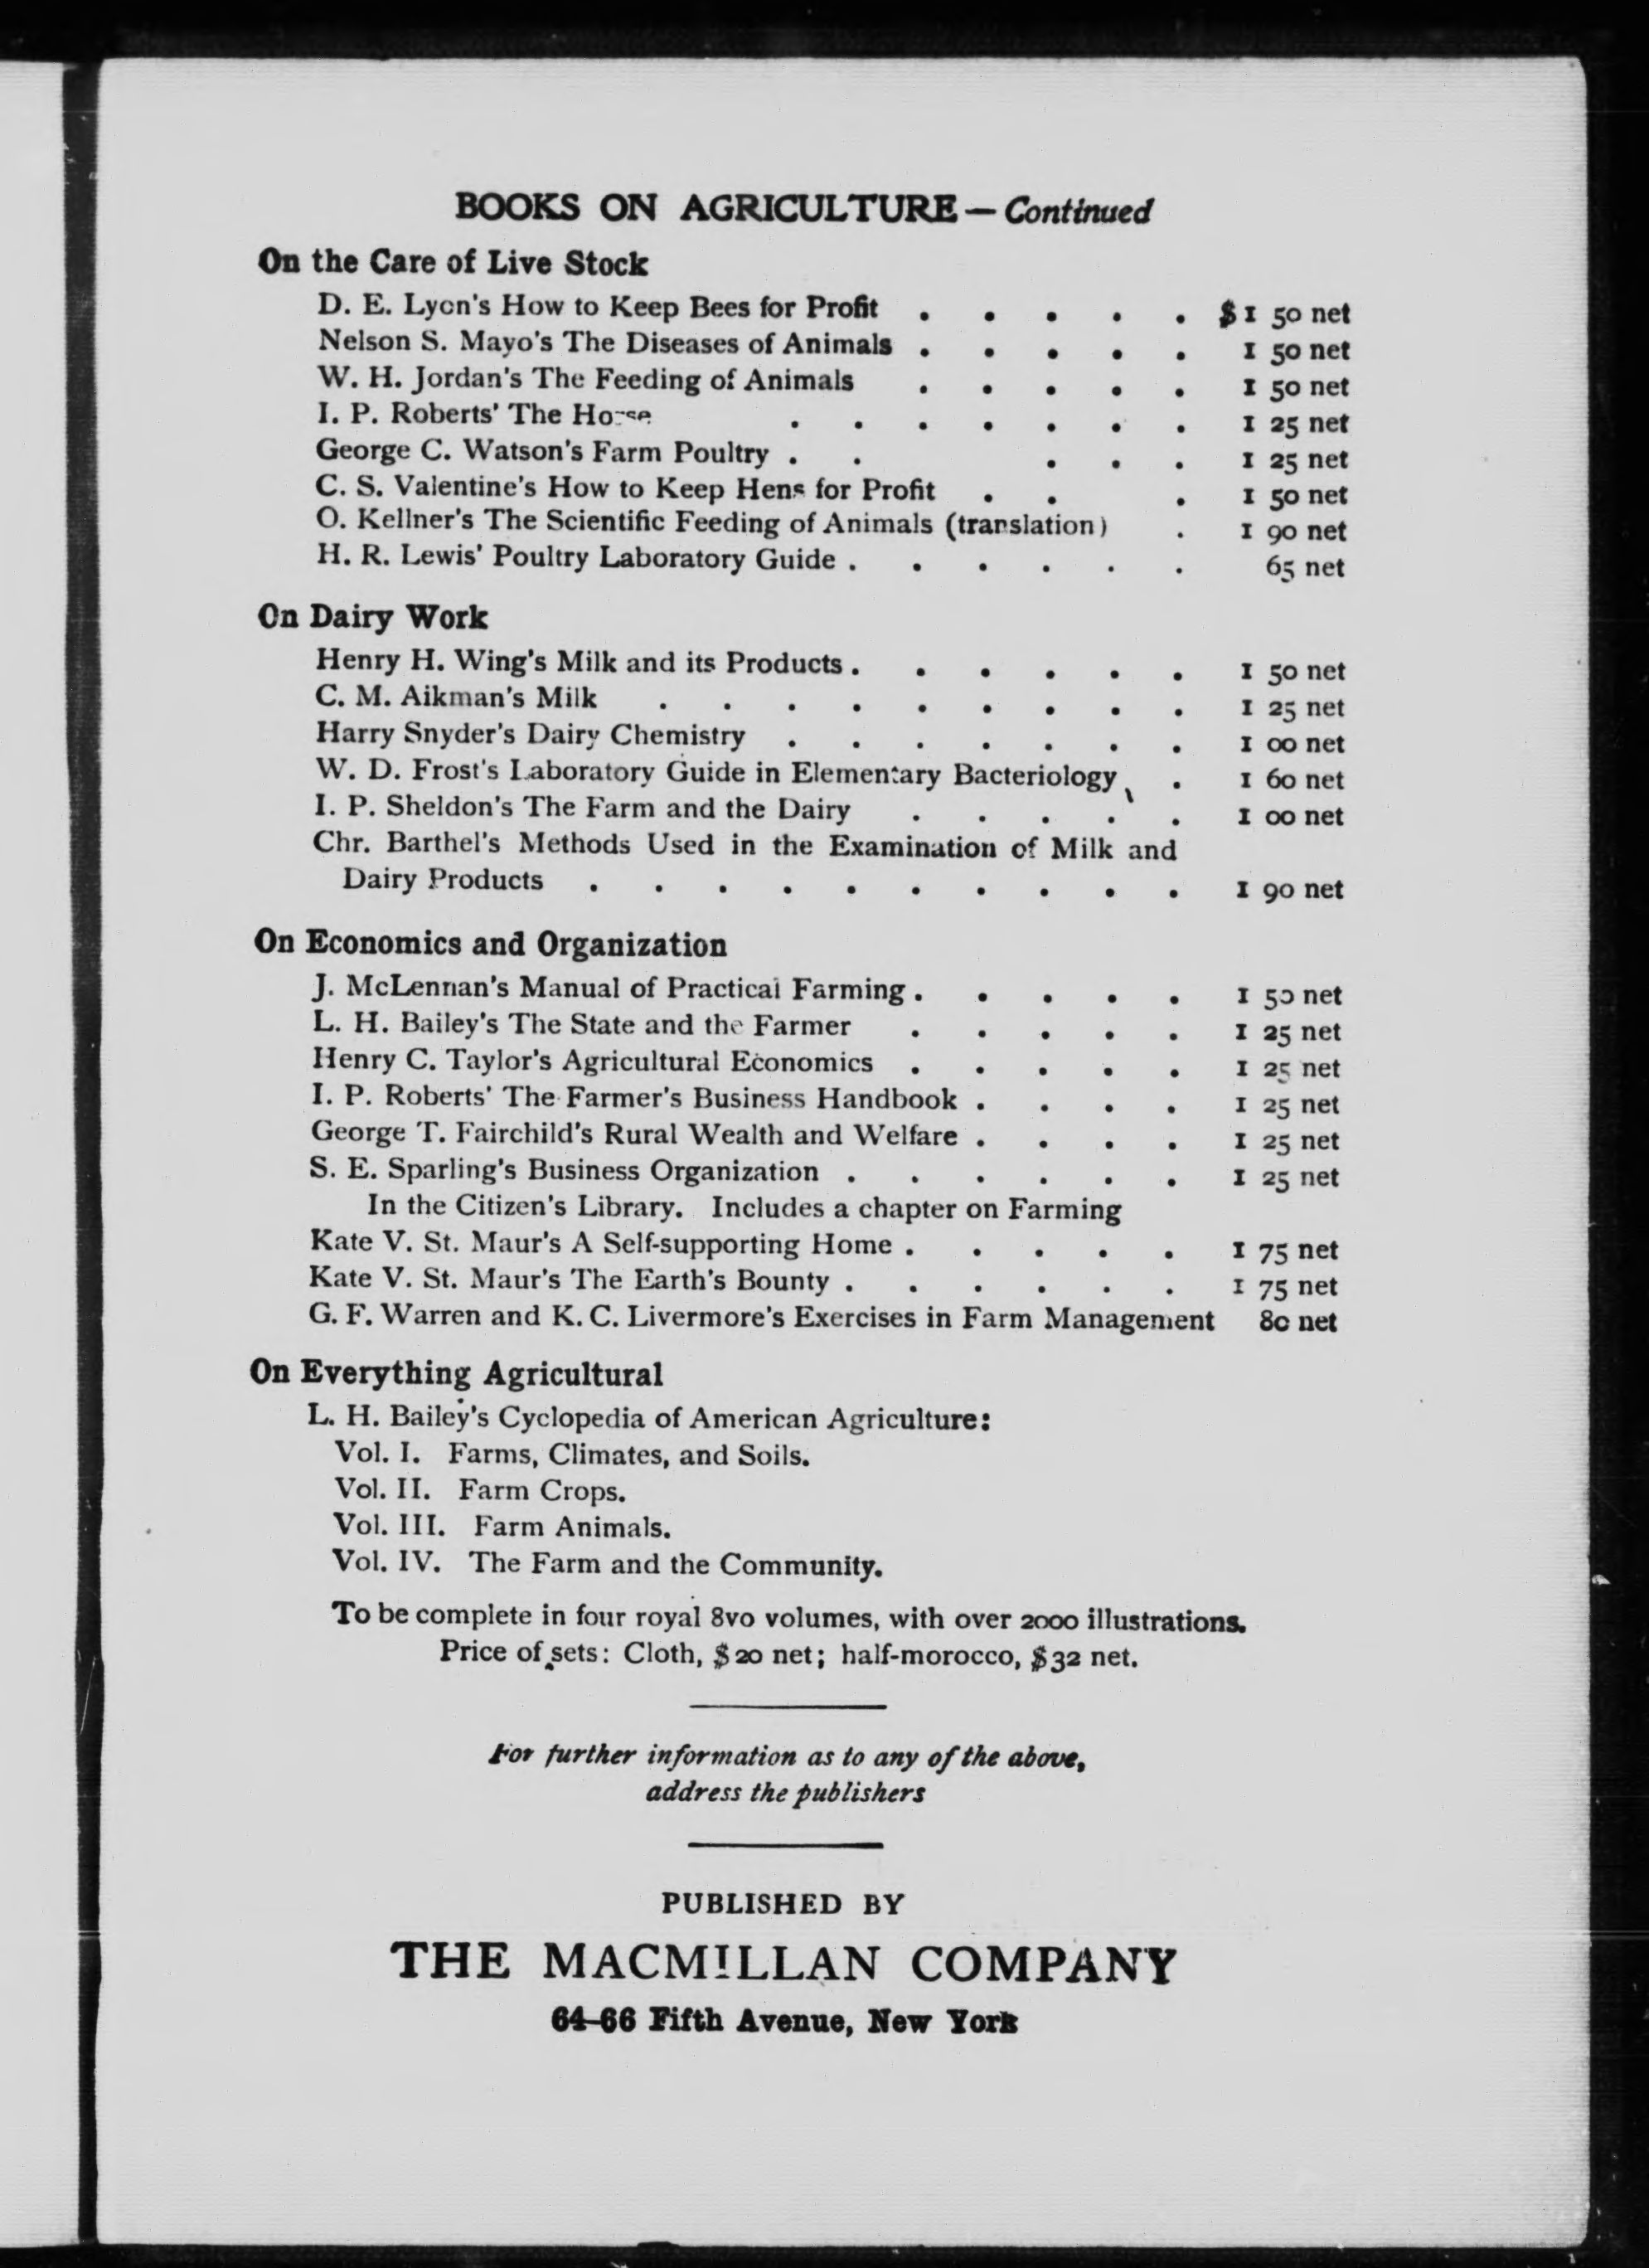 BOOKS ON AGRICULTURE — Continued
On the Care of Live Stock
D. E. Lyon's How to Keep Bees for Profit . . . . . $1 50 net
Nelson S. Mayo's The Diseases of Animals . . . . . 1 50 net
W. H. Jordan's The Feeding of Animals . . . . . 1 50 net
I. P. Roberts' The Horse . . . . . . . 1 25 net
George C. Watson's Farm Poultry . . . . . 1 25 net
C. S. Valentine's How to Keep Hens for Profit . . . 1 50 net
O. Kellner's The Scientific Feeding of Animals (translation) . 1 90 net
H. R. Lewis' Poultry Laboratory Guide . . . . . . 65 net
On Dairy Work
Henry H. Wing's Milk and its Products . . . . . . 1 50 net
C. M. Aikman's Milk . . . . . . . . . 1 25 net
Harry Snyder's Dairy Chemistry . . . . . . . 1 00 net
W. D. Frost's Laboratory Guide in Elementary Bacteriology . 1 60 net
I. P. Sheldon's The Farm and the Dairy . . . . . 1 00 net
Chr. Barthel's Methods Used in the Examination of Milk and
Dairy Products . . . . . . . . . . 1 90 net
On Economics and Organization
J. McLennan's Manual of Practical Farming . . . . . 1 50 net
L. H. Bailey's The State and the Farmer . . . . . 1 25 net
Henry C. Taylor's Agricultural Economics . . . . . 1 25 net
I. P. Roberts' The Farmer's Business Handbook . . . . 1 25 net
George T. Fairchild's Rural Wealth and Welfare . . . . 1 25 net
S. E. Sparling's Business Organization . . . . . . 1 25 net
In the Citizen's Library. Includes a chapter on Farming
Kate V. St. Maur's A Self-supporting Home . . . . . 1 75 net
Kate V. St. Maur's The Earth's Bounty . . . . . . 1 75 net
G. F. Warren and K. C. Livermore's Exercises in Farm Management 80 net
On Everything Agricultural
L. H. Bailey's Cyclopedia of American Agriculture:
Vol. I. Farms, Climates, and Soils.
Vol. II. Farm Crops.
Vol. III. Farm Animals.
Vol. IV. The Farm and the Community.
To be complete in four royal 8vo volumes, with over 2000 illustrations.
Price of sets: Cloth, $20 net; half-morocco, $32 net.
For further information as to any of the above,
address the publishers
PUBLISHED BY
THE MACMILLAN COMPANY
64–66 Fifth Avenue, New York